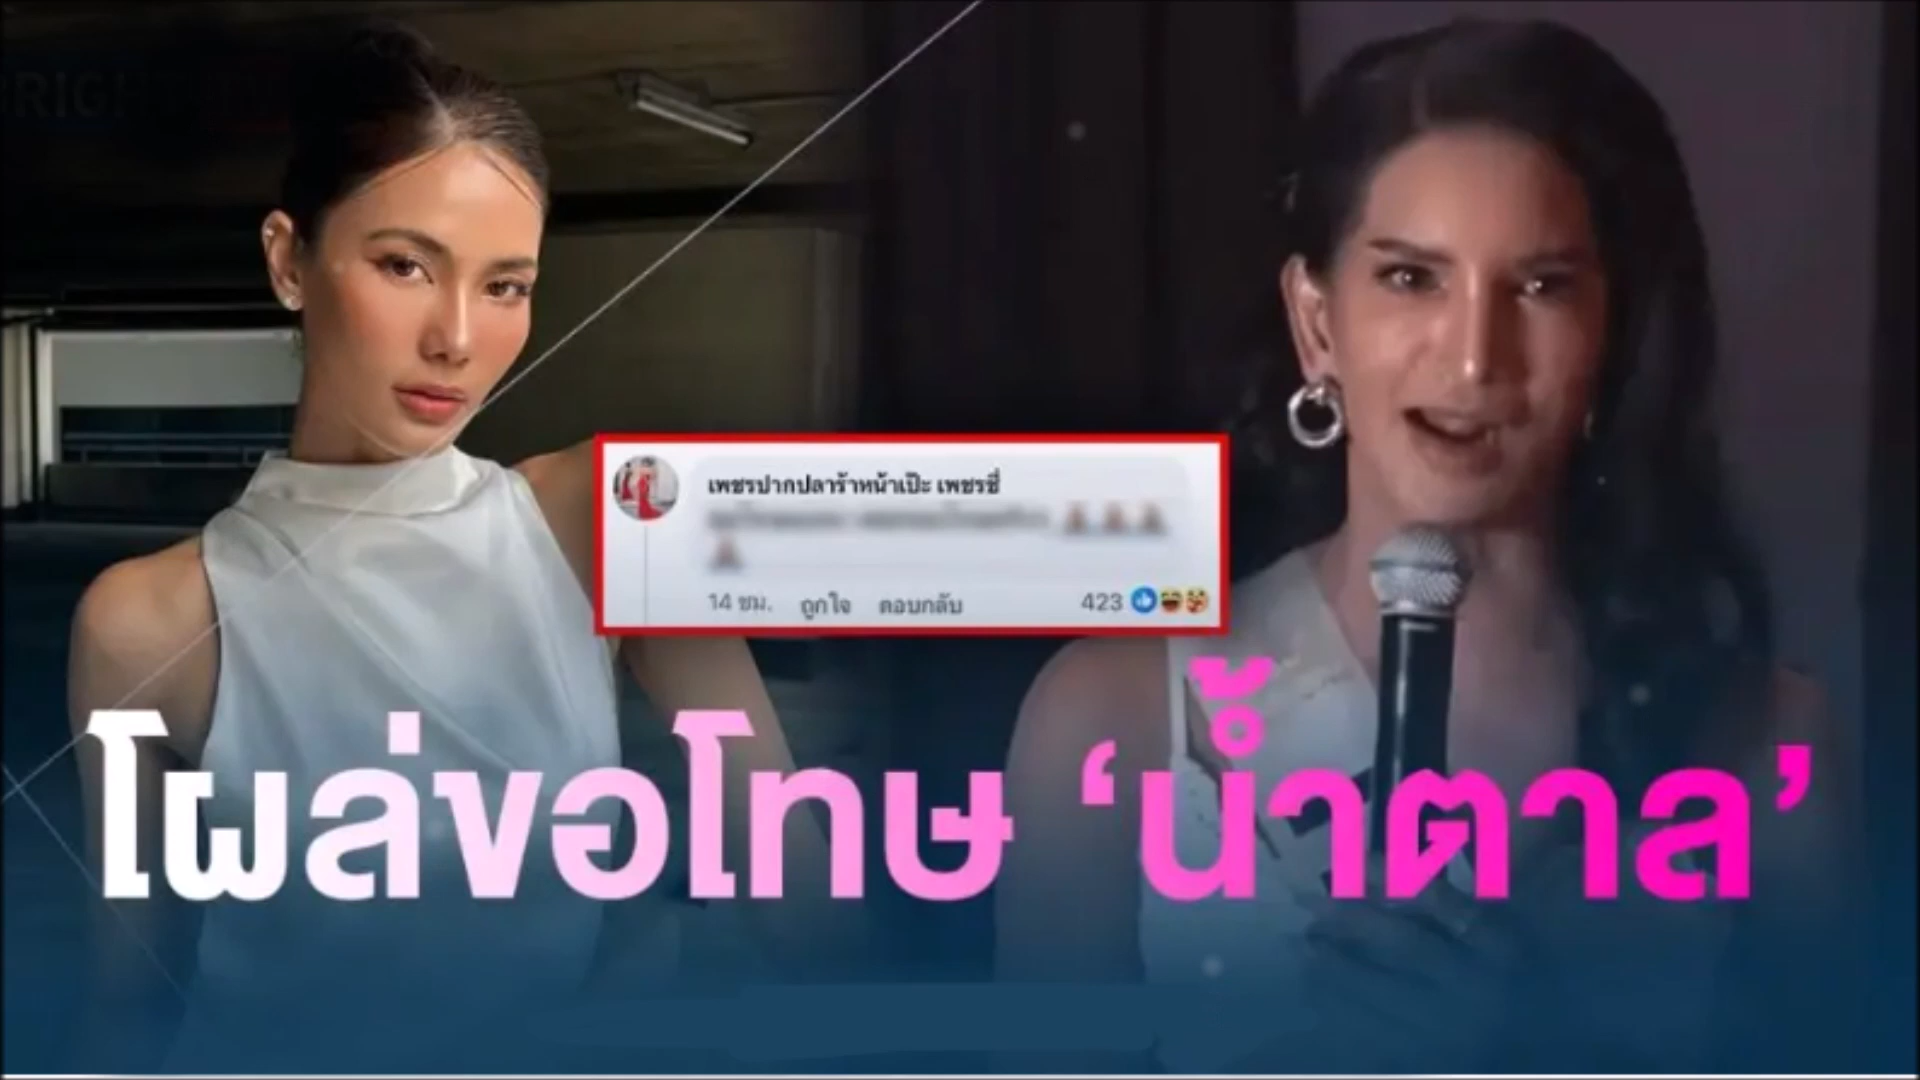 เพชรปากปลาร้าหน้าเป๊ะ เพชรชี่
14 ชม. ถูกใจ ตอบกลับ 423
โผล่ขอโทษ ‘น้ำตาล’